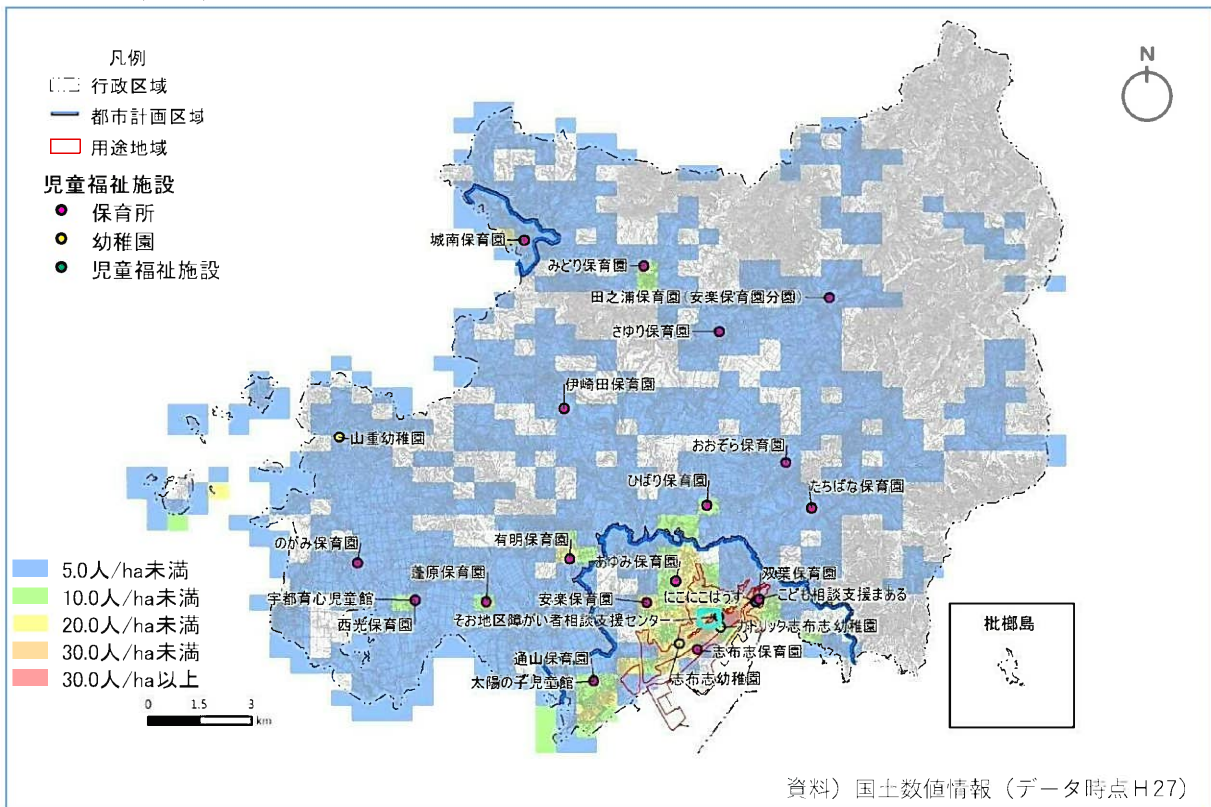 凡例
行政区域
都市計画区域
用途地域
児童福祉施設
保育所
幼稚園
児童福祉施設
N
城南保育園
みどり保育園
田之浦保育園(安楽保育園分園)
さゆり保育園
伊崎田保育園
山重幼稚園
おおぞら保育園
ひばり保育園
たちばな保育園
のがみ保育園
有明保育園
蓬原保育園
あゆみ保育園
双葉保育園
宇都育心児童館
安楽保育園
にこにこはうす
こども相談支援まある
西光保育園
そお地区障がい者相談支援センター
カトリック志布志幼稚園
通山保育園
志布志保育園
太陽の子児童館
志布志幼稚園
5.0人/ha未満
10.0人/ha未満
20.0人/ha未満
30.0人/ha未満
30.0人/ha以上
0 1.5 3
km
枇榔島
資料)国土数値情報(データ時点H27)